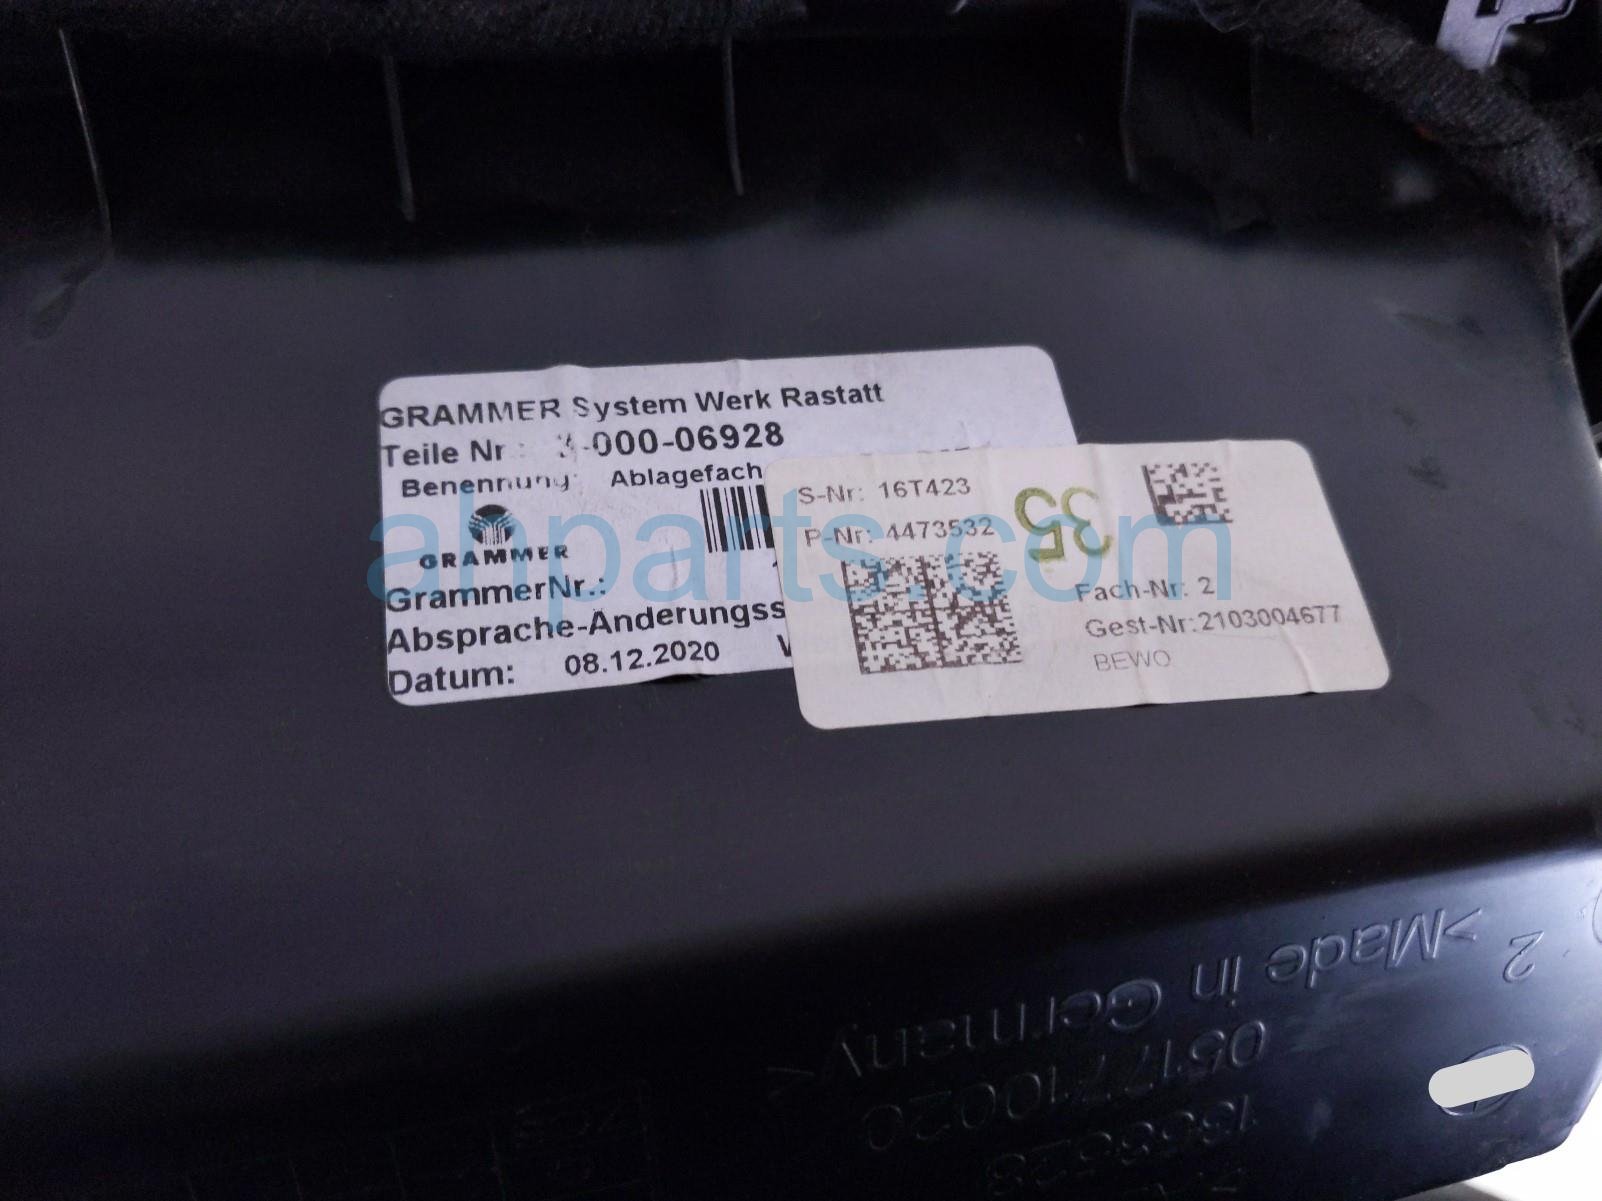 GRAMMER System Werk Rastatt
Teile Nr -000-06928
Benennung: Ablagefach
GRAMMER
GrammerNr.:
Absprache-Änderungss
Datum: 08.12.2020
S-Nr: 16T423
P-Nr: 4473532
35
Fach-Nr: 2
Gest-Nr:2103004677
BEWO
ahparts.com
2 >Made in Germany<
0517710020